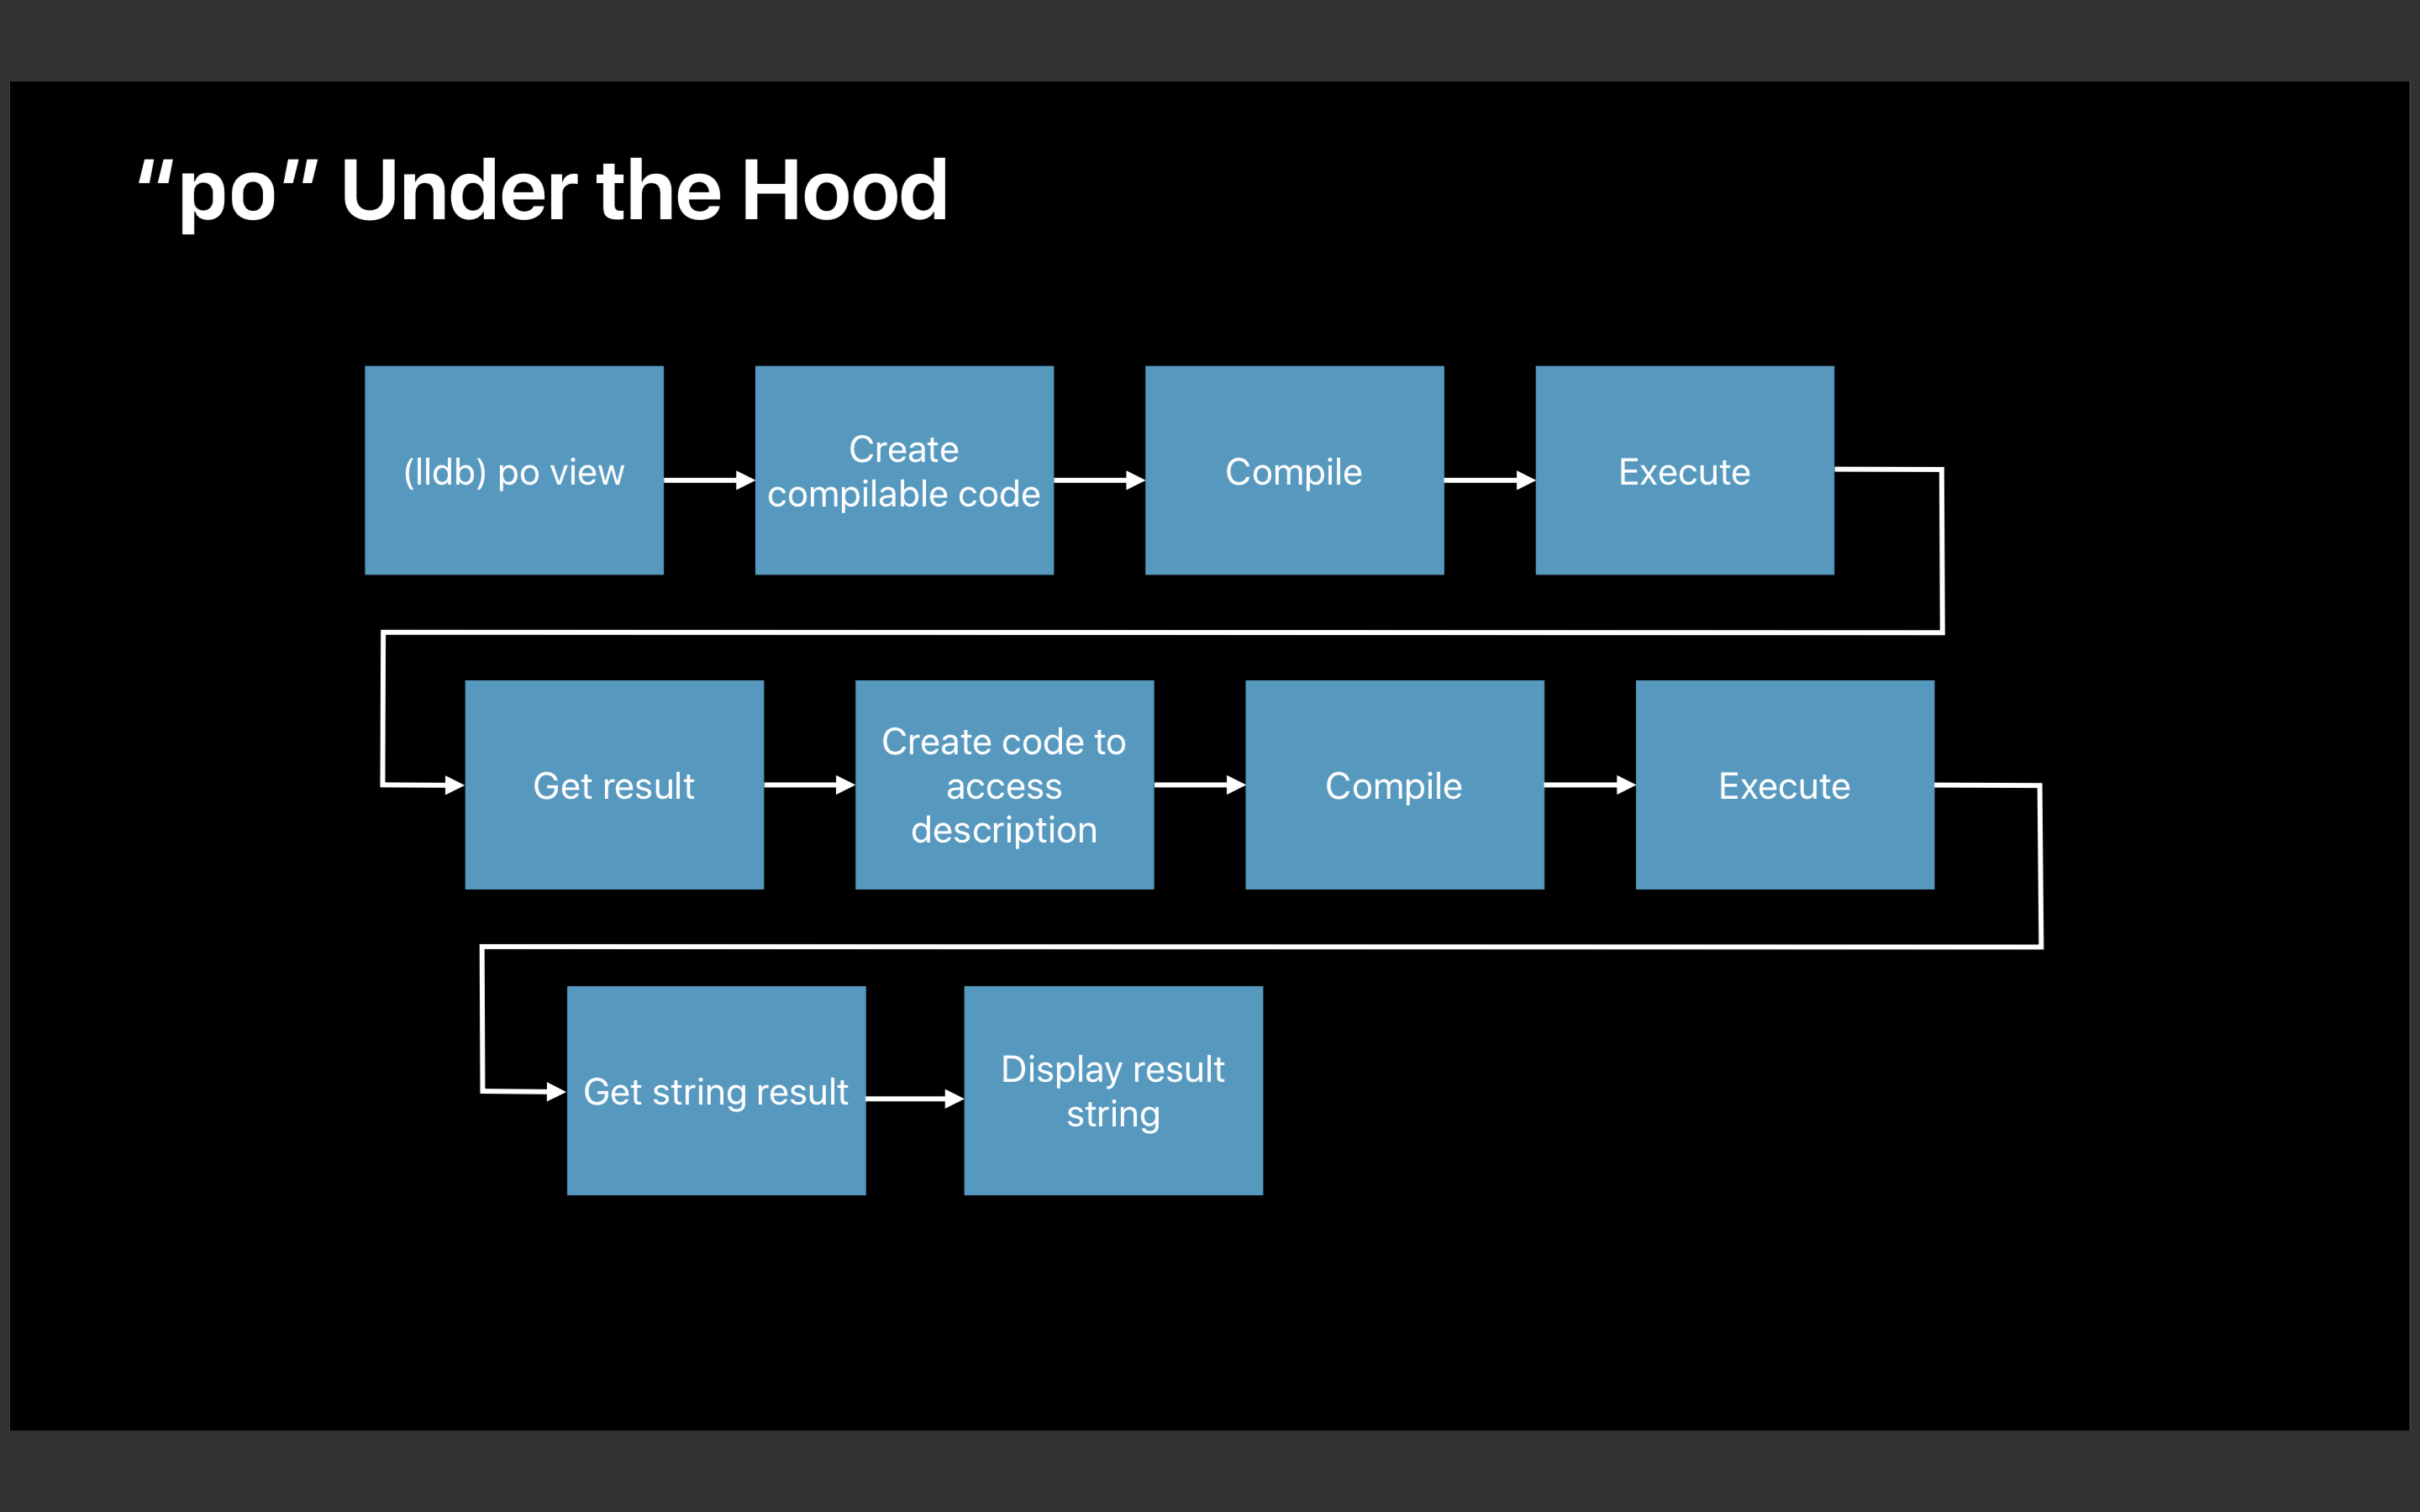 “po” Under the Hood
(lldb) po view
Create
compilable code
Compile
Execute
Get result
Create code to
access
description
Compile
Execute
Get string result
Display result
string